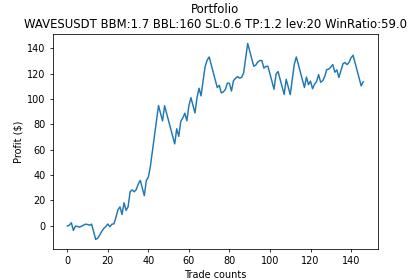 Portfolio
WAVESUSDT BBM:1.7 BBL:160 SL:0.6 TP:1.2 lev:20 WinRatio:59.0
140
120
100
80
60
40
20
0
Profit ($)
0 20 40 60 80 100 120 140
Trade counts